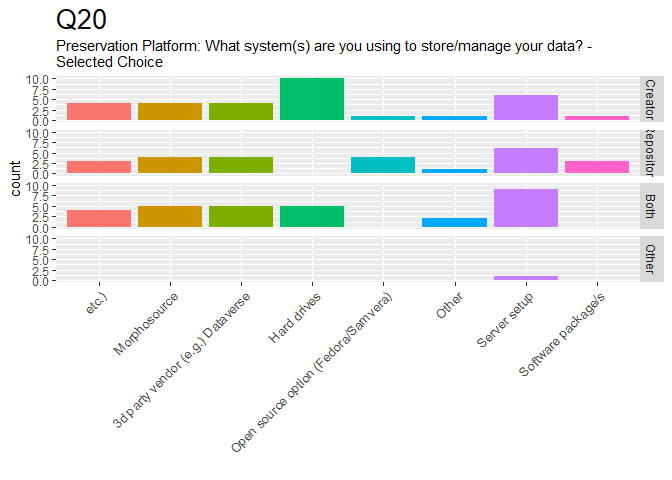 Q20
Preservation Platform: What system(s) are you using to store/manage your data? -
Selected Choice
count
10.0
7.5
5.0
2.5
0.0
Creator
10.0
7.5
5.0
2.5
0.0
Repositor
10.0
7.5
5.0
2.5
0.0
Both
10.0
7.5
5.0
2.5
0.0
Other
etc.)
Morphosource
3d party vendor (e.g.) Dataverse
Hard drives
Open source option (Fedora/Samvera)
Other
Server setup
Software package/s